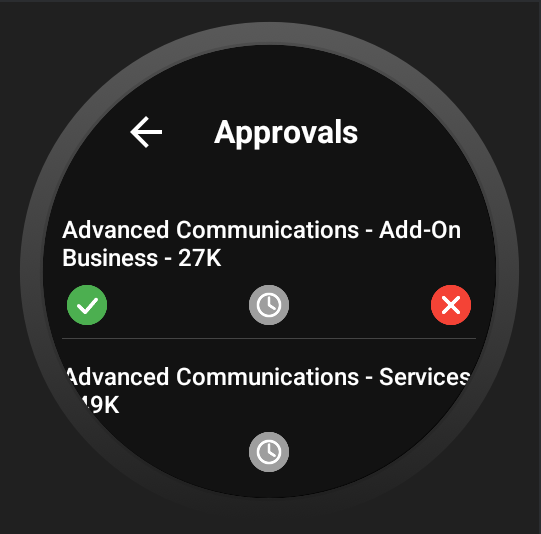 Approvals
Advanced Communications - Add-On
Business - 27K
Advanced Communications - Services